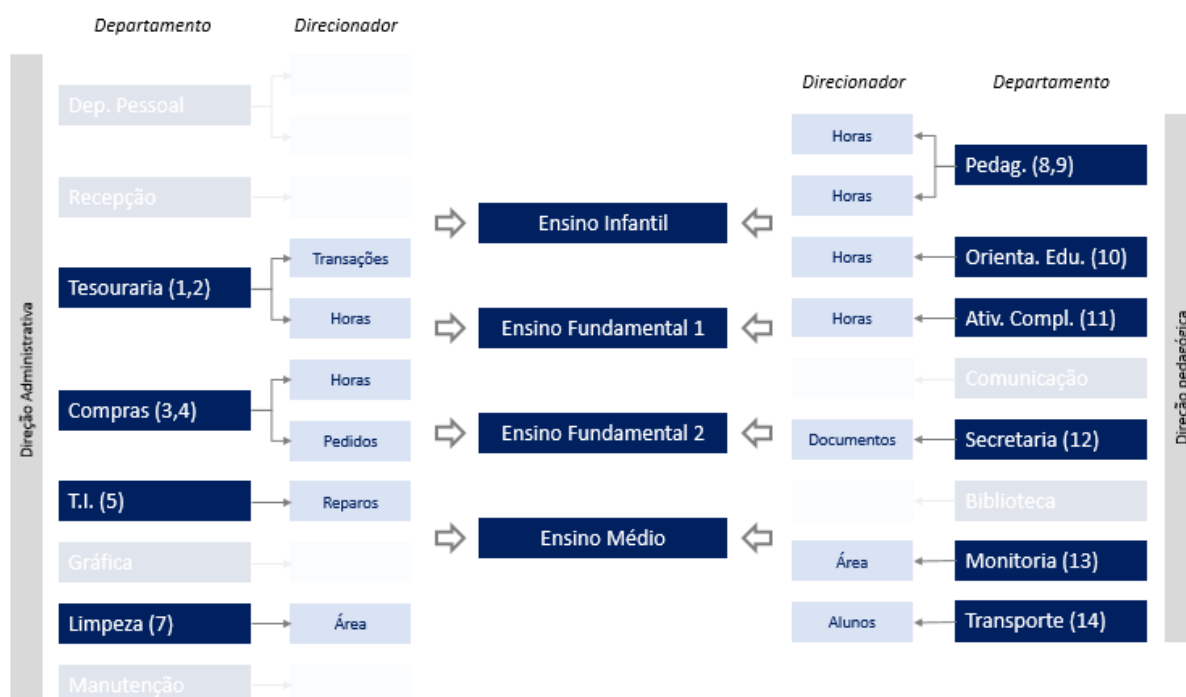 Departamento
Direcionador
Direção Administrativa
Dep. Pessoal
Recepção
Tesouraria (1,2)
Transações
Horas
Compras (3,4)
Horas
Pedidos
T.I. (5)
Reparos
Gráfica
Limpeza (7)
Área
Manutenção
Ensino Infantil
Ensino Fundamental 1
Ensino Fundamental 2
Ensino Médio
Direcionador
Departamento
Horas
Horas
Pedag. (8,9)
Horas
Orienta. Edu. (10)
Horas
Ativ. Compl. (11)
Comunicação
Documentos
Secretaria (12)
Biblioteca
Área
Monitoria (13)
Alunos
Transporte (14)
Direção pedagógica